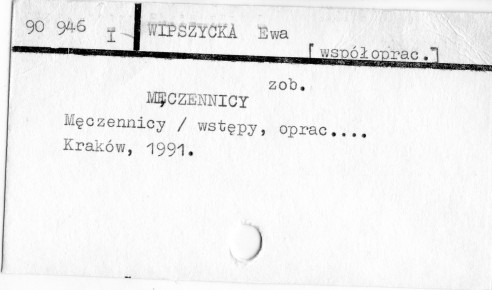 90 946 I WIPSZYCKA Ewa
[współoprac.]
zob.
MĘCZENNICY
Męczennicy / wstępy, oprac....
Kraków, 1991.